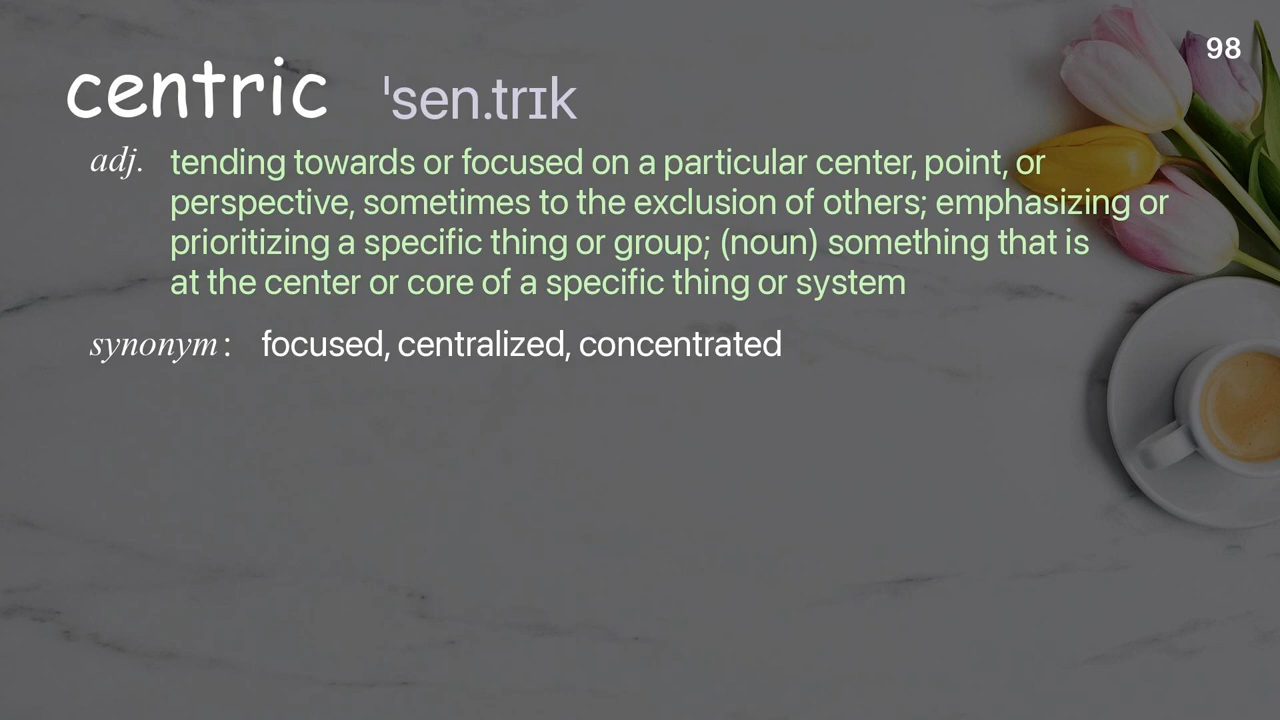 98
centric ˈsen.trɪk
adj. tending towards or focused on a particular center, point, or
perspective, sometimes to the exclusion of others; emphasizing or
prioritizing a specific thing or group; (noun) something that is
at the center or core of a specific thing or system
synonym: focused, centralized, concentrated